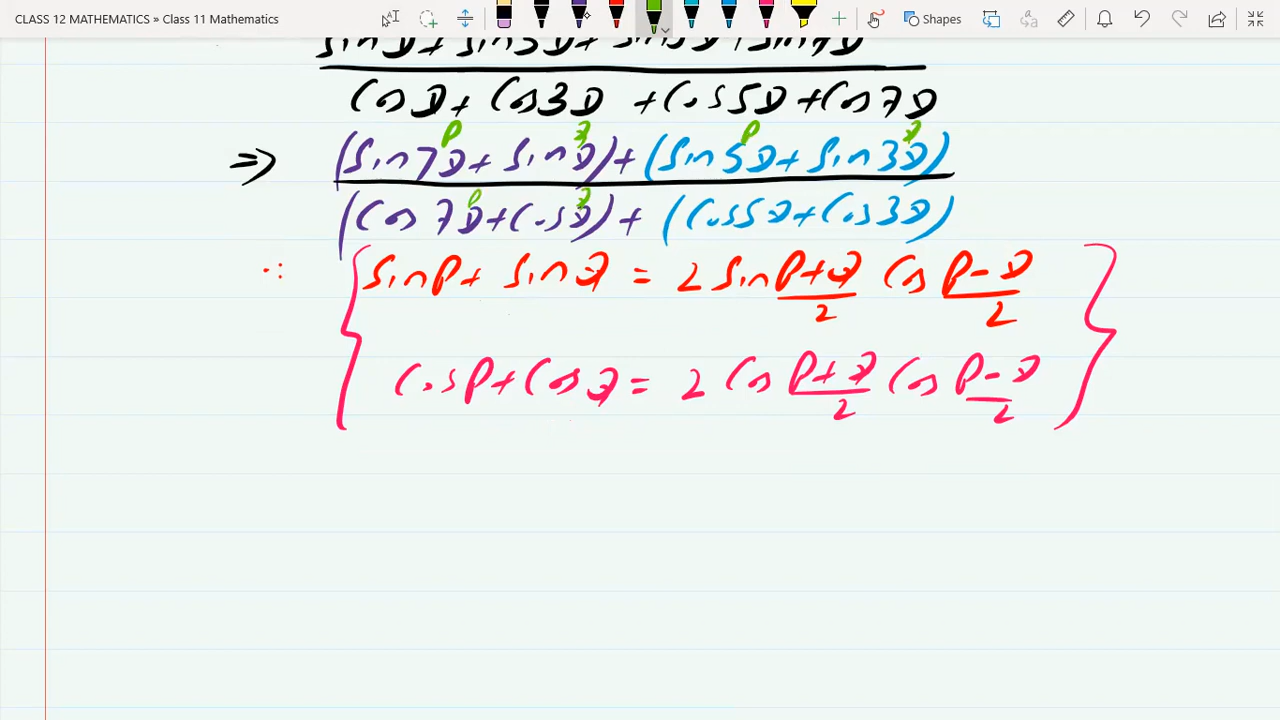 CLASS 12 MATHEMATICS » Class 11 Mathematics
Shapes
Cosθ + Cos3θ + Cos5θ + Cos7θ
P Q P Q
⇒ (Sin7θ + Sinθ) + (Sin5θ + Sin3θ)
P Q
(Cos7θ + Cosθ) + (Cos5θ + Cos3θ)
∴ { SinP + SinQ = 2 Sin P+Q/2 Cos P-Q/2
CosP + CosQ = 2 Cos P+Q/2 Cos P-Q/2 }